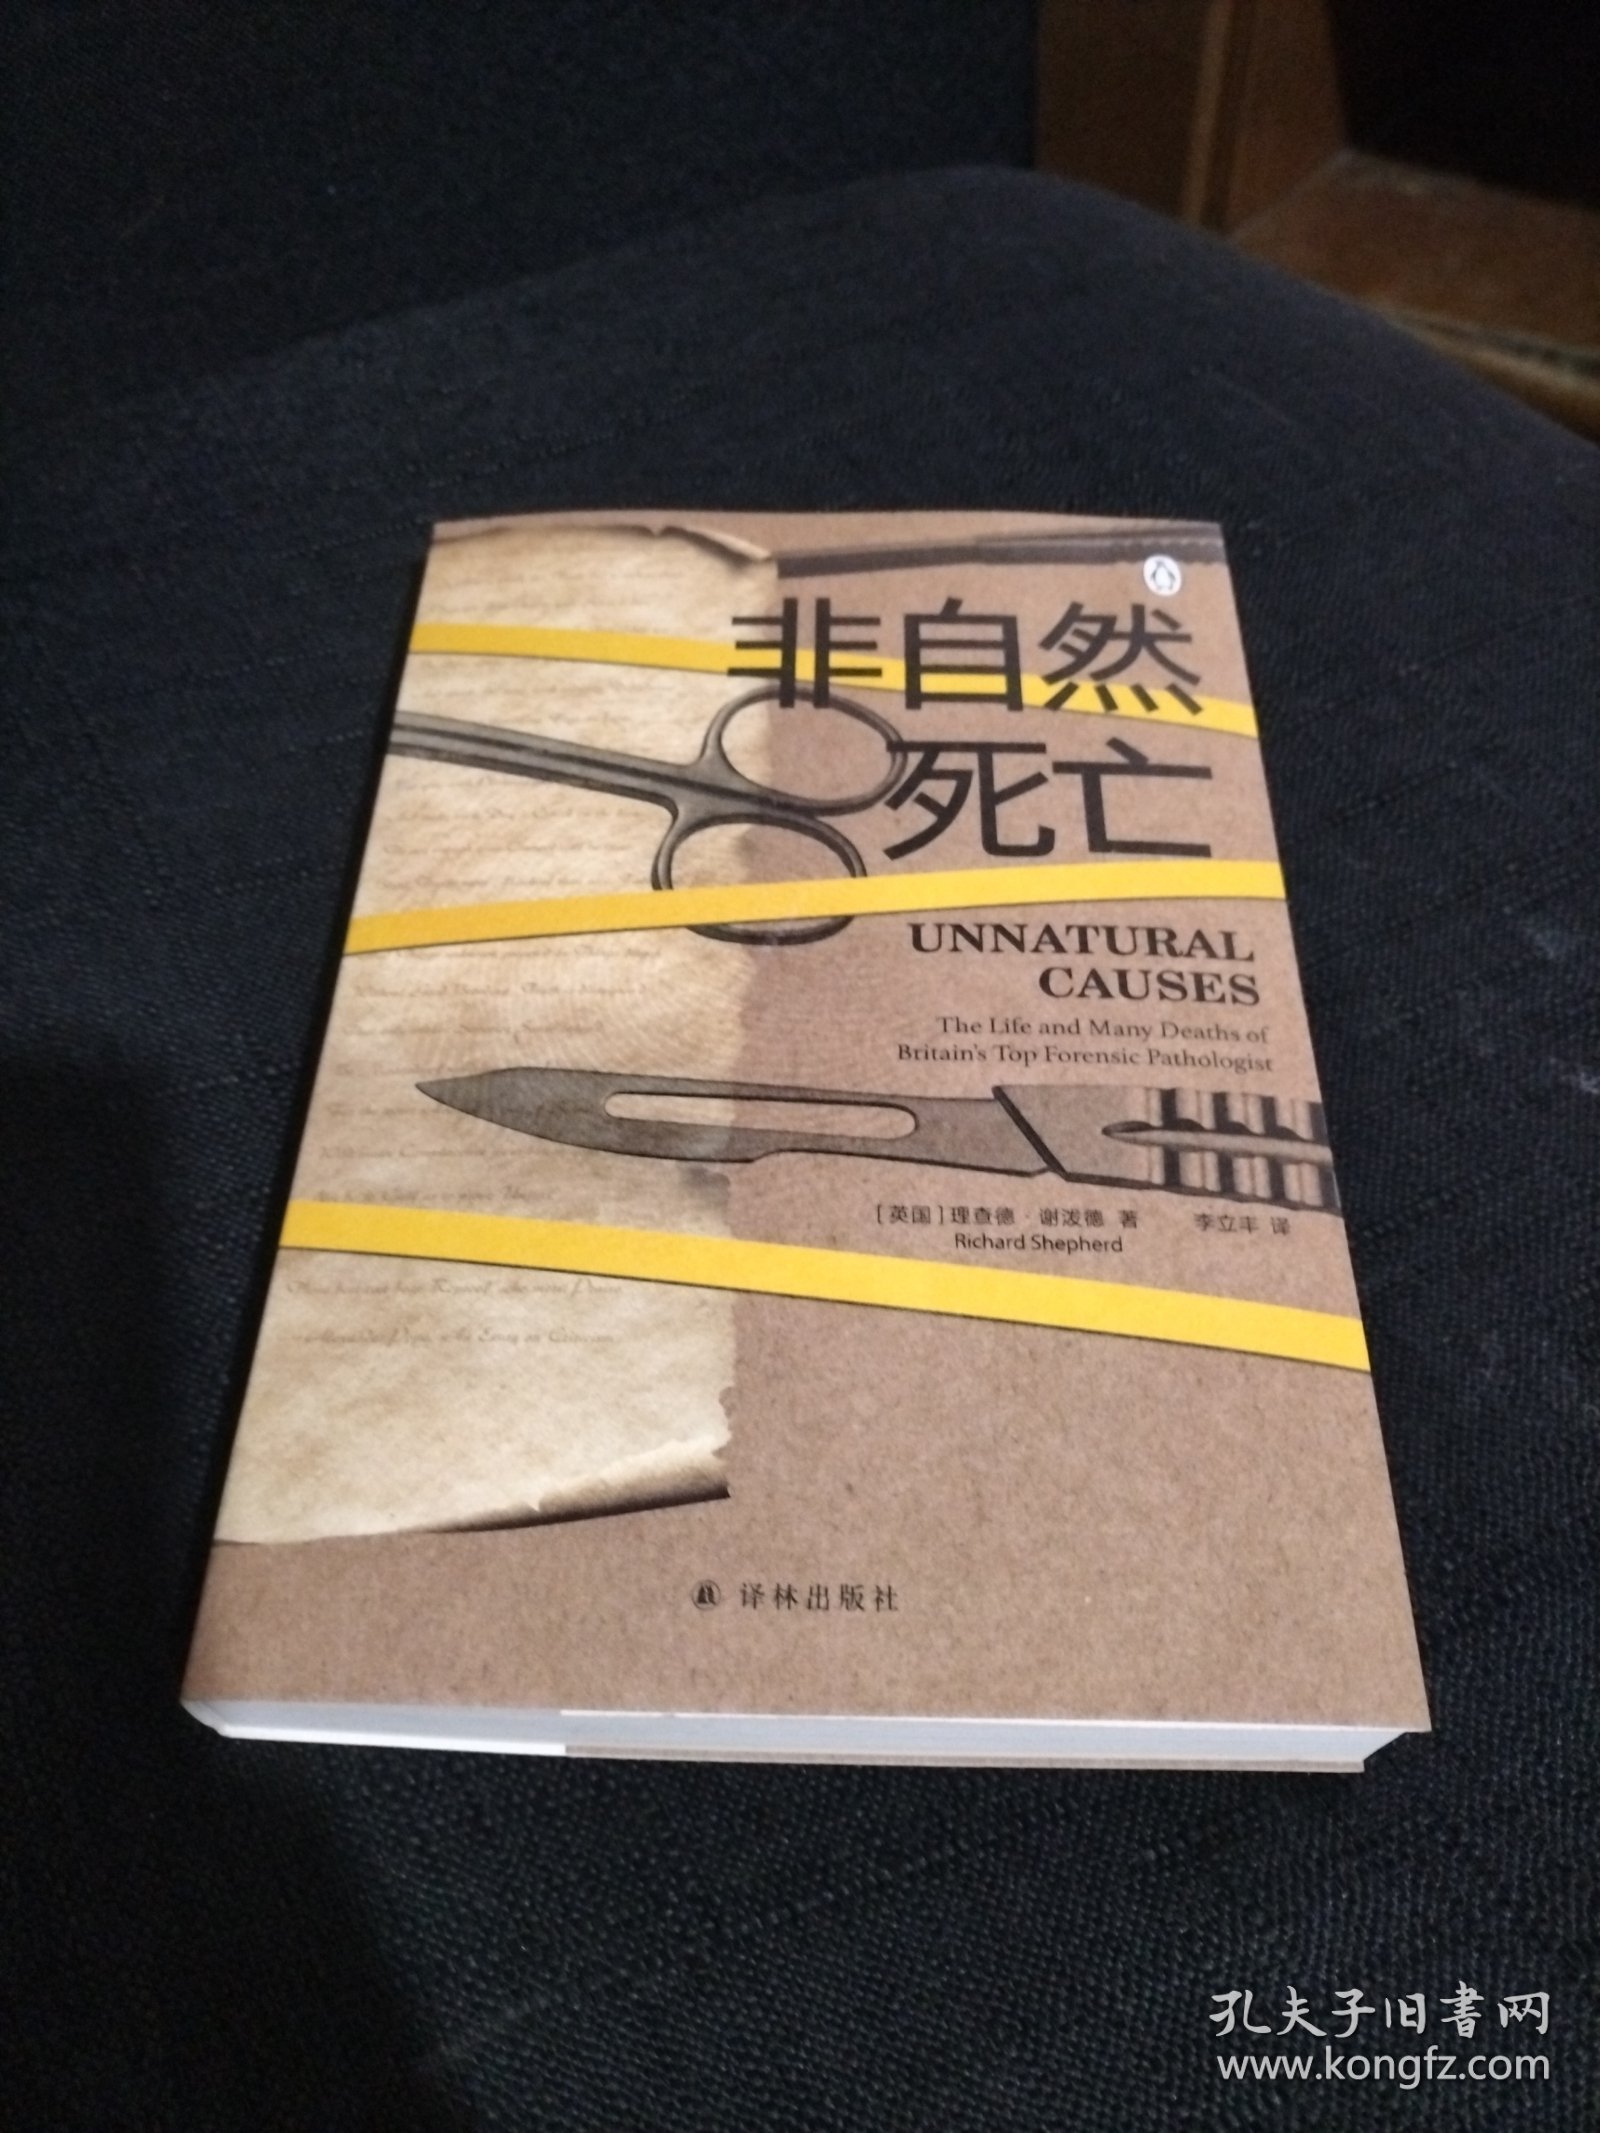 非自然
死亡
UNNATURAL
CAUSES
The Life and Many Deaths of
Britain's Top Forensic Pathologist
[英国]理查德·谢泼德 著 李立丰 译
Richard Shepherd
译林出版社
孔夫子旧书网
www.kongfz.com